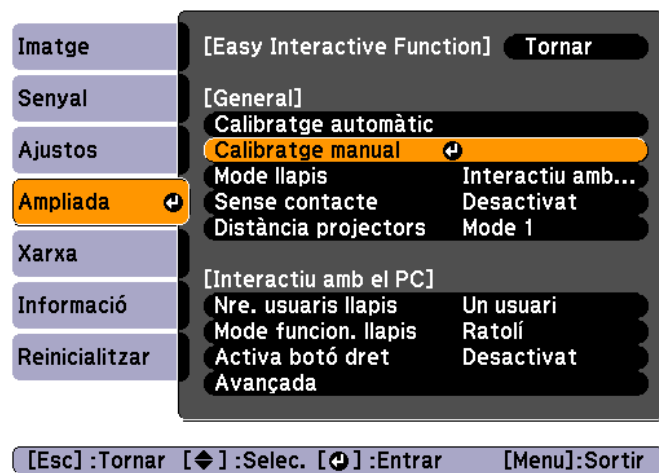 Imatge
Senyal
Ajustos
Ampliada
Xarxa
Informació
Reinicialitzar
[Easy Interactive Function] Tornar
[General]
Calibratge automàtic
Calibratge manual
Mode llapis Interactiu amb...
Sense contacte Desactivat
Distància projectors Mode 1
[Interactiu amb el PC]
Nre. usuaris llapis Un usuari
Mode funcion. llapis Ratolí
Activa botó dret Desactivat
Avançada
[Esc] :Tornar [◆] :Selec. [⏎] :Entrar [Menu]:Sortir